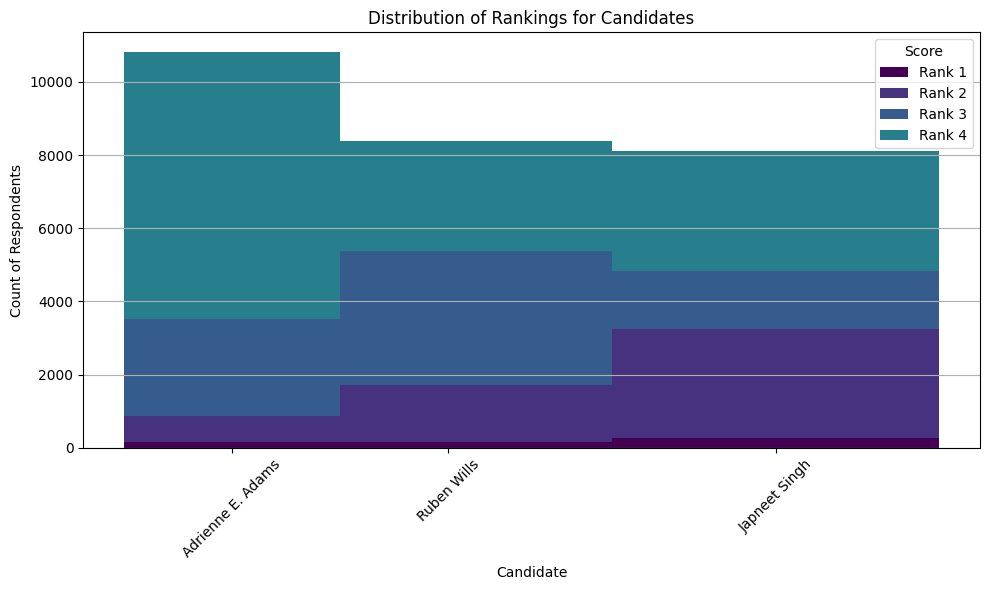 Distribution of Rankings for Candidates
Score
Rank 1
Rank 2
Rank 3
Rank 4
Count of Respondents
10000
8000
6000
4000
2000
0
Adrienne E. Adams
Ruben Wills
Japneet Singh
Candidate